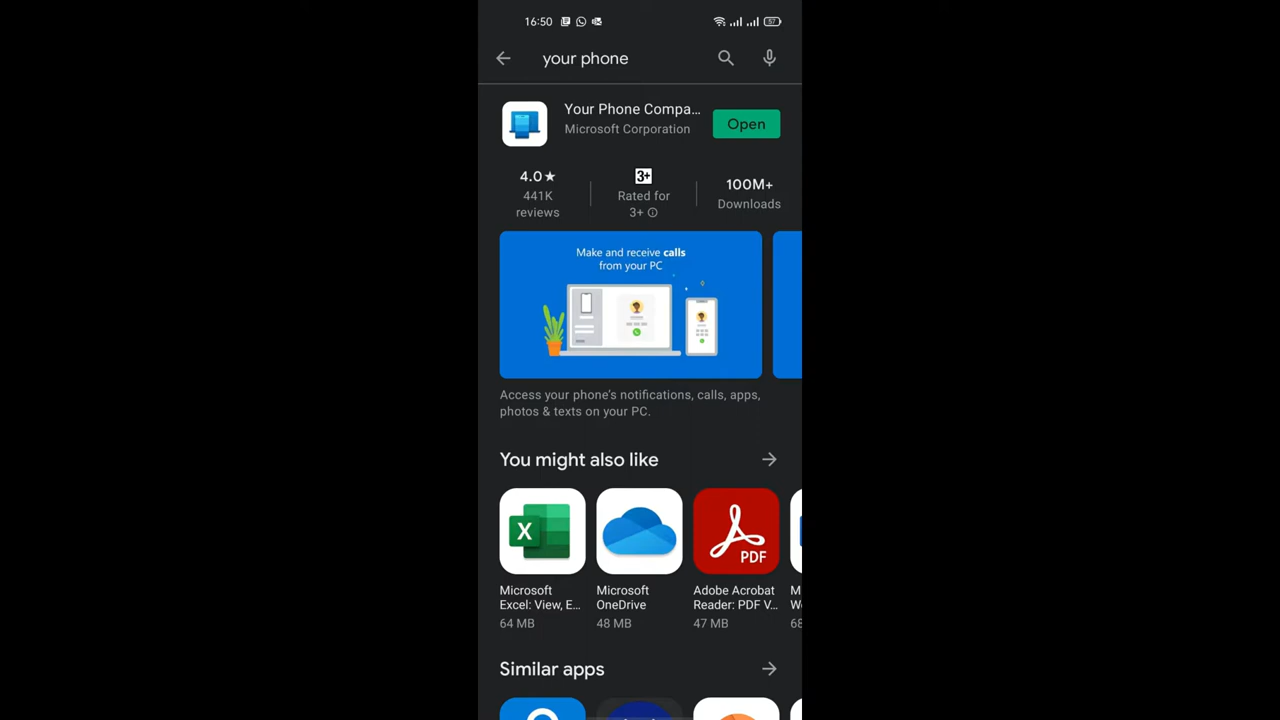 16:50
57
your phone
Your Phone Compa...
Microsoft Corporation
Open
4.0★
441K
reviews
3+
Rated for
3+
100M+
Downloads
Make and receive calls
from your PC
Access your phone's notifications, calls, apps,
photos & texts on your PC.
You might also like
X
PDF
Microsoft
Excel: View, E...
64 MB
Microsoft
OneDrive
48 MB
Adobe Acrobat
Reader: PDF V...
47 MB
M
W
68
Similar apps